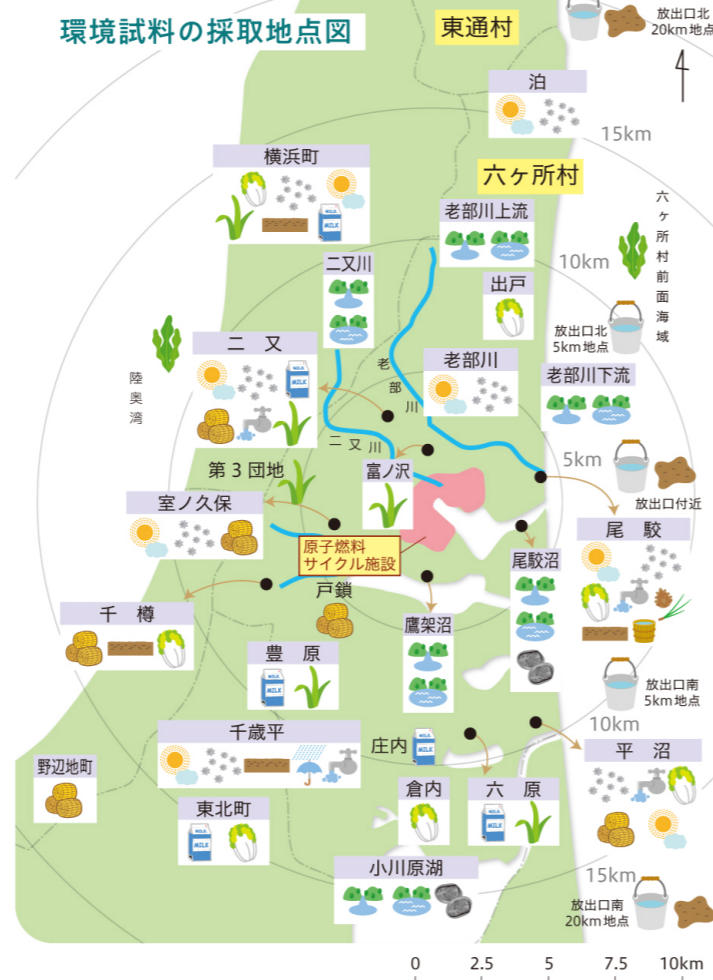 環境試料の採取地点図
東通村
放出口北
20km地点
泊
15km
横浜町
MILK
六ヶ所村
老部川上流
六ヶ所村前面海域
二又川
10km
出戸
放出口北
5km地点
二 又
MILK
老部川
老部川
老部川下流
陸奥湾
二又川
5km
第3団地
富ノ沢
放出口付近
室ノ久保
尾 鮫
原子燃料
サイクル施設
尾鮫沼
戸鎖
千 樽
鷹架沼
豊 原
MILK
放出口南
5km地点
10km
千歳平
庄内
MILK
平 沼
野辺地町
倉内
六 原
MILK
東北町
MILK
小川原湖
15km
放出口南
20km地点
0 2.5 5 7.5 10km